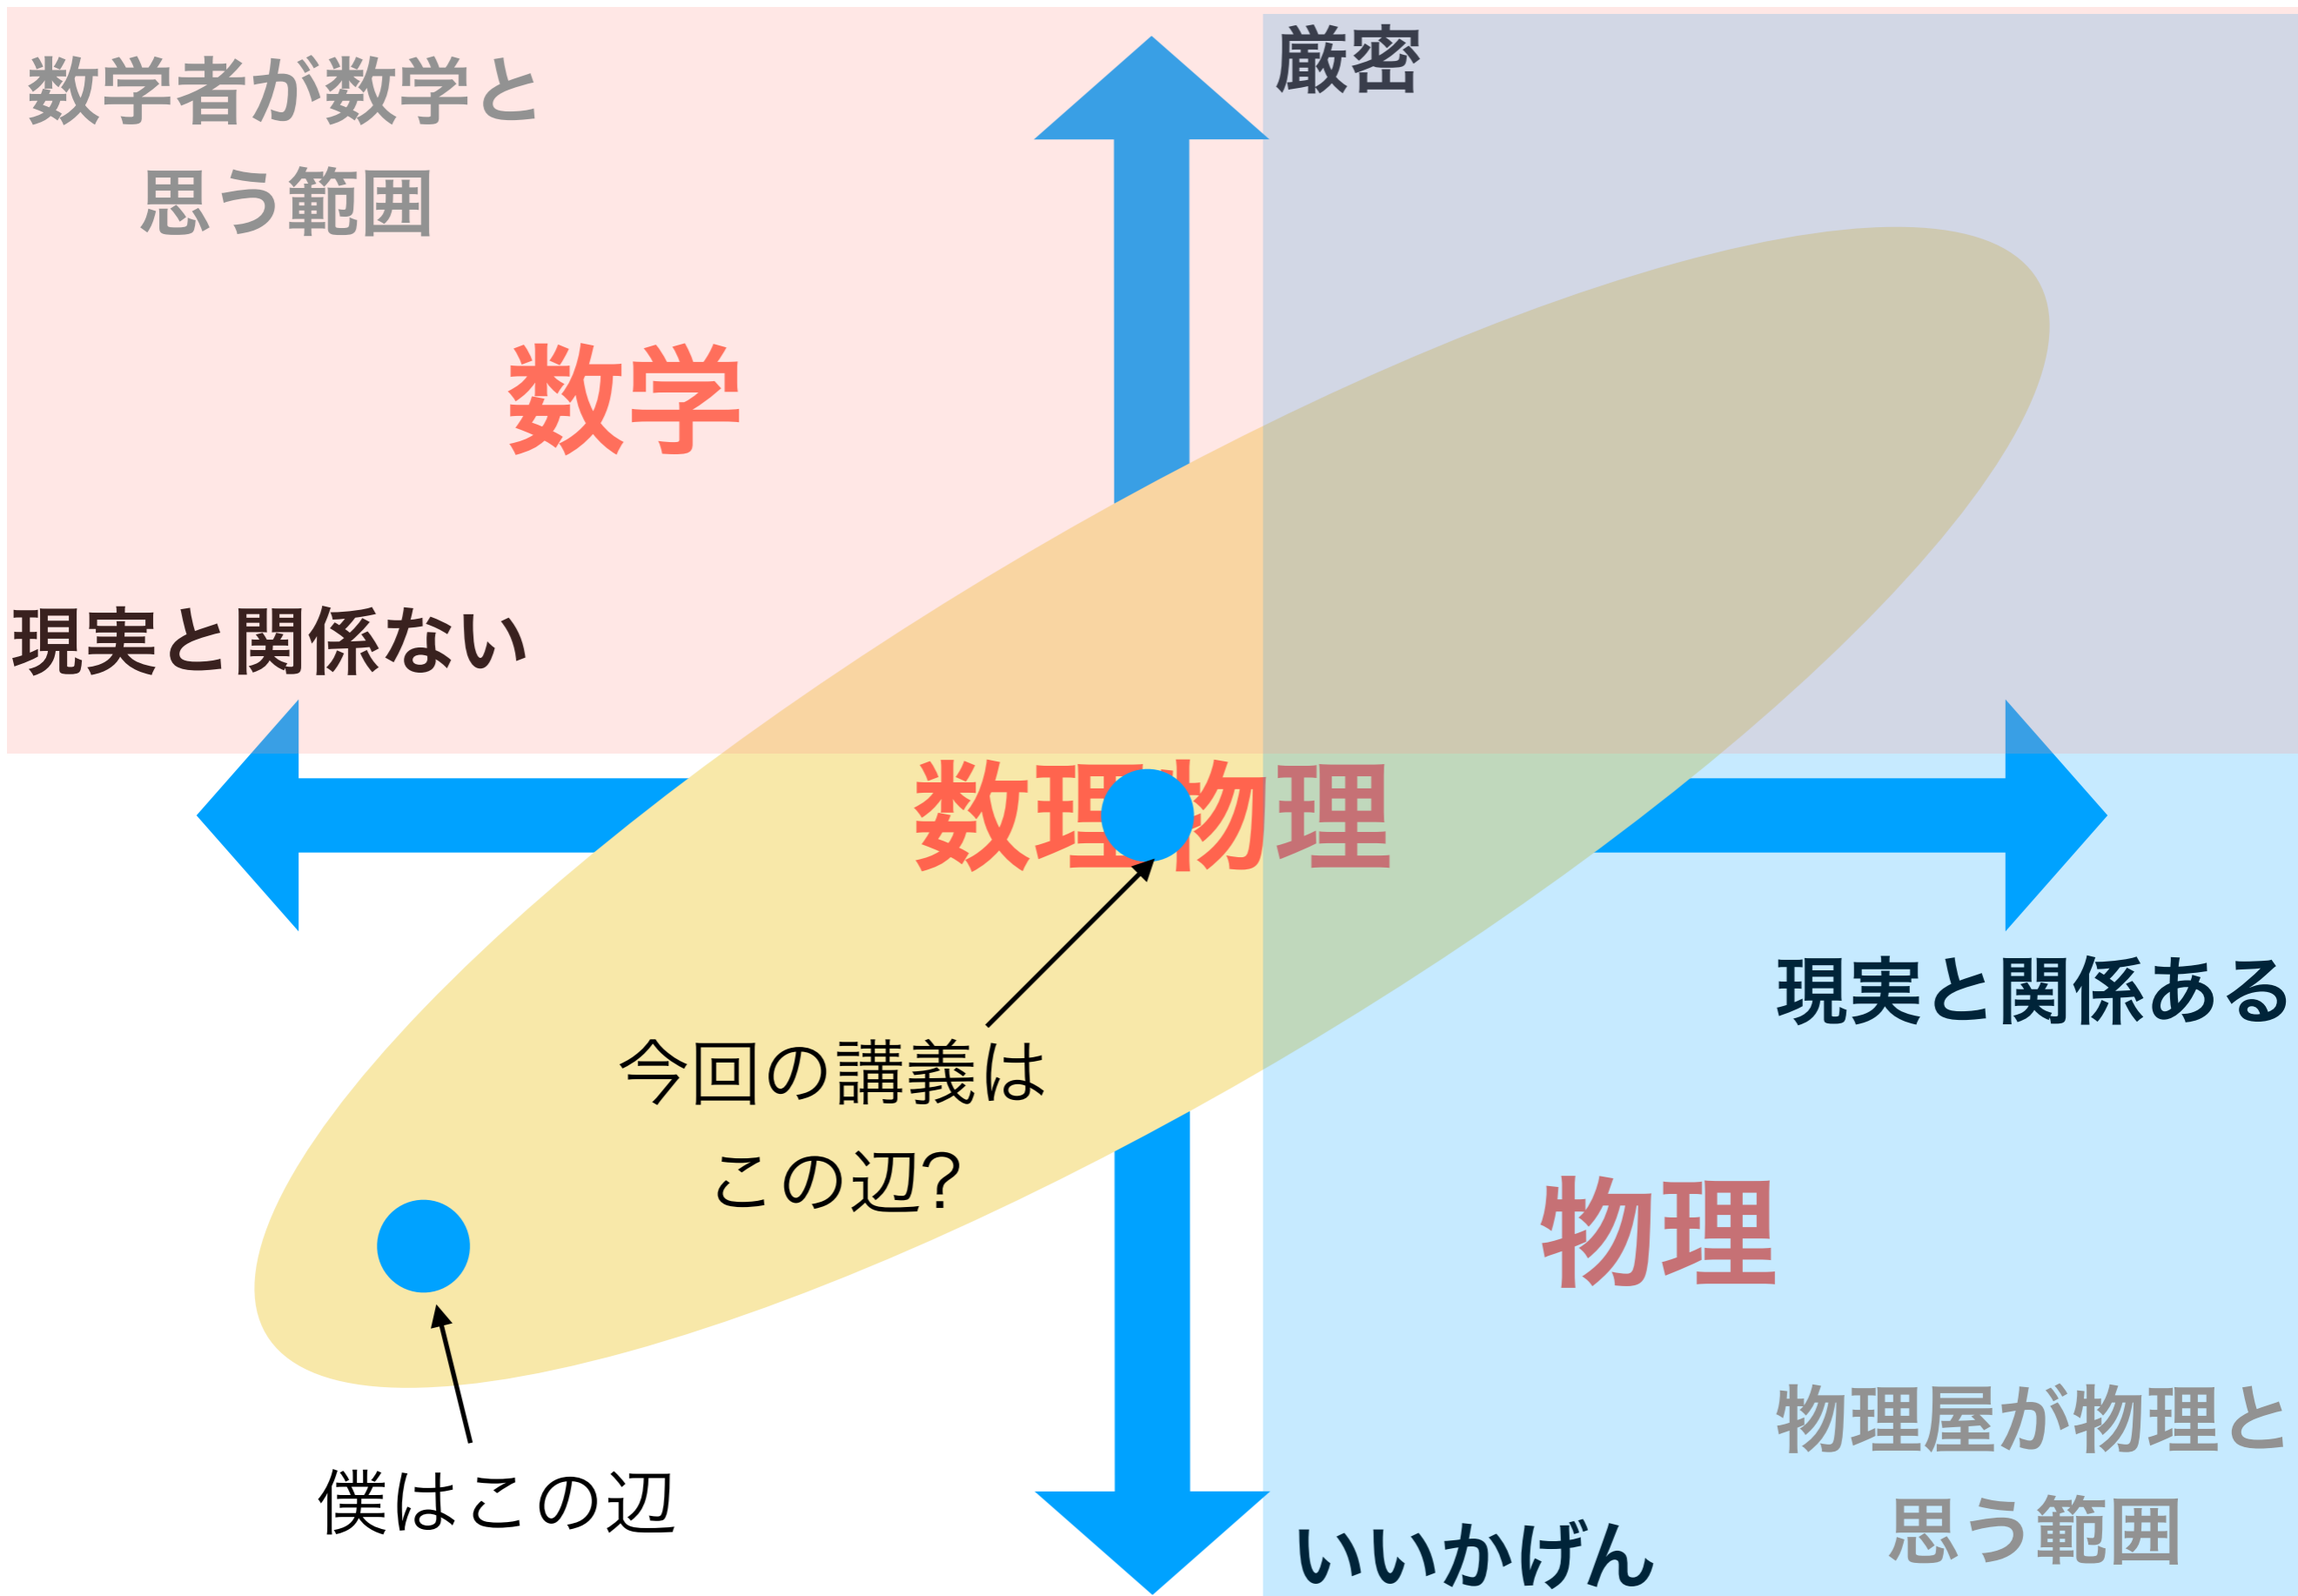 数学者が数学と
思う範囲
厳密
数学
現実と関係ない
数理物理
現実と関係ある
今回の講義は
この辺?
物理
僕はこの辺
物理屋が物理と
思う範囲
いいかげん